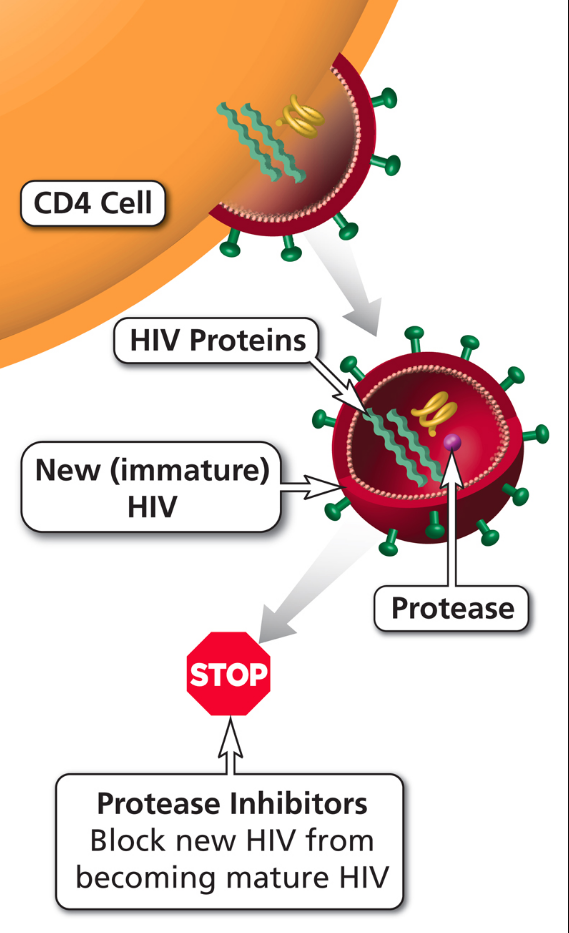 CD4 Cell
HIV Proteins
New (immature)
HIV
Protease
STOP
Protease Inhibitors
Block new HIV from
becoming mature HIV